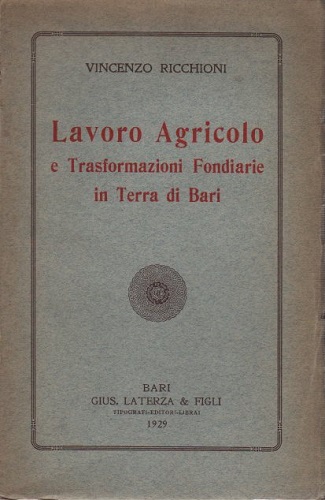 VINCENZO RICCHIONI
Lavoro Agricolo
e Trasformazioni Fondiarie
in Terra di Bari
BARI
GIUS. LATERZA & FIGLI
TIPOGRAFI-EDITORI-LIBRAI
1929